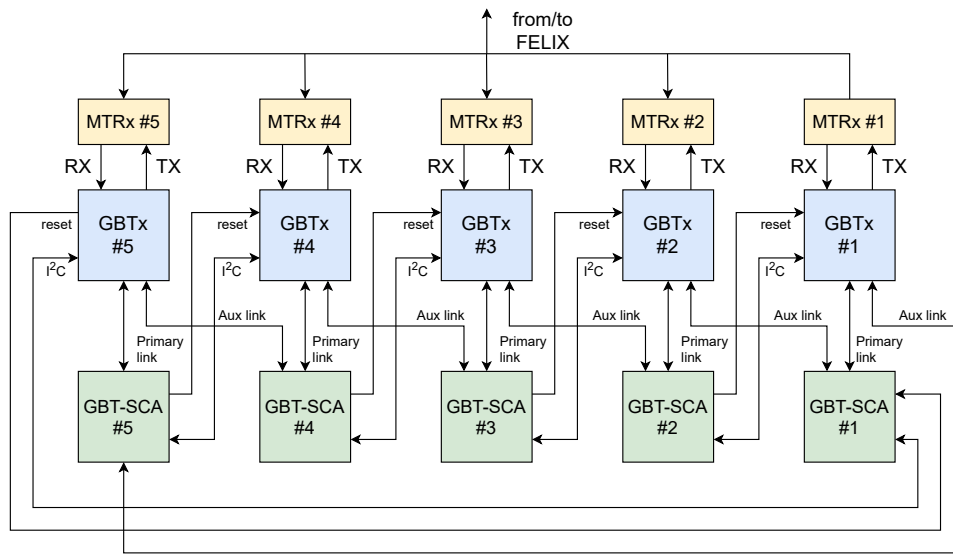 from/to
FELIX
MTRx #5
MTRx #4
MTRx #3
MTRx #2
MTRx #1
RX
TX
RX
TX
RX
TX
RX
TX
RX
TX
GBTx
#5
GBTx
#4
GBTx
#3
GBTx
#2
GBTx
#1
reset
reset
reset
reset
reset
I²C
I²C
I²C
I²C
I²C
Aux link
Aux link
Aux link
Aux link
Aux link
Primary
link
Primary
link
Primary
link
Primary
link
Primary
link
GBT-SCA
#5
GBT-SCA
#4
GBT-SCA
#3
GBT-SCA
#2
GBT-SCA
#1